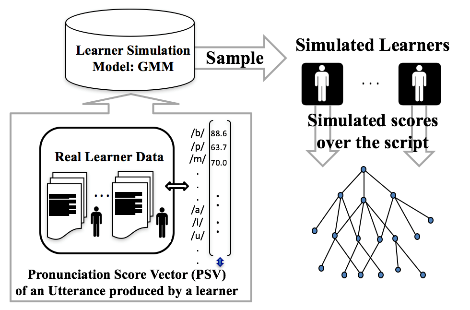 Learner Simulation
Model: GMM
Sample
Simulated Learners
. . .
Simulated scores
over the script
Real Learner Data
...
/b/ 88.6
/p/ 63.7
/m/ 70.0
/a/
/l/
/u/
Pronunciation Score Vector (PSV)
of an Utterance produced by a learner